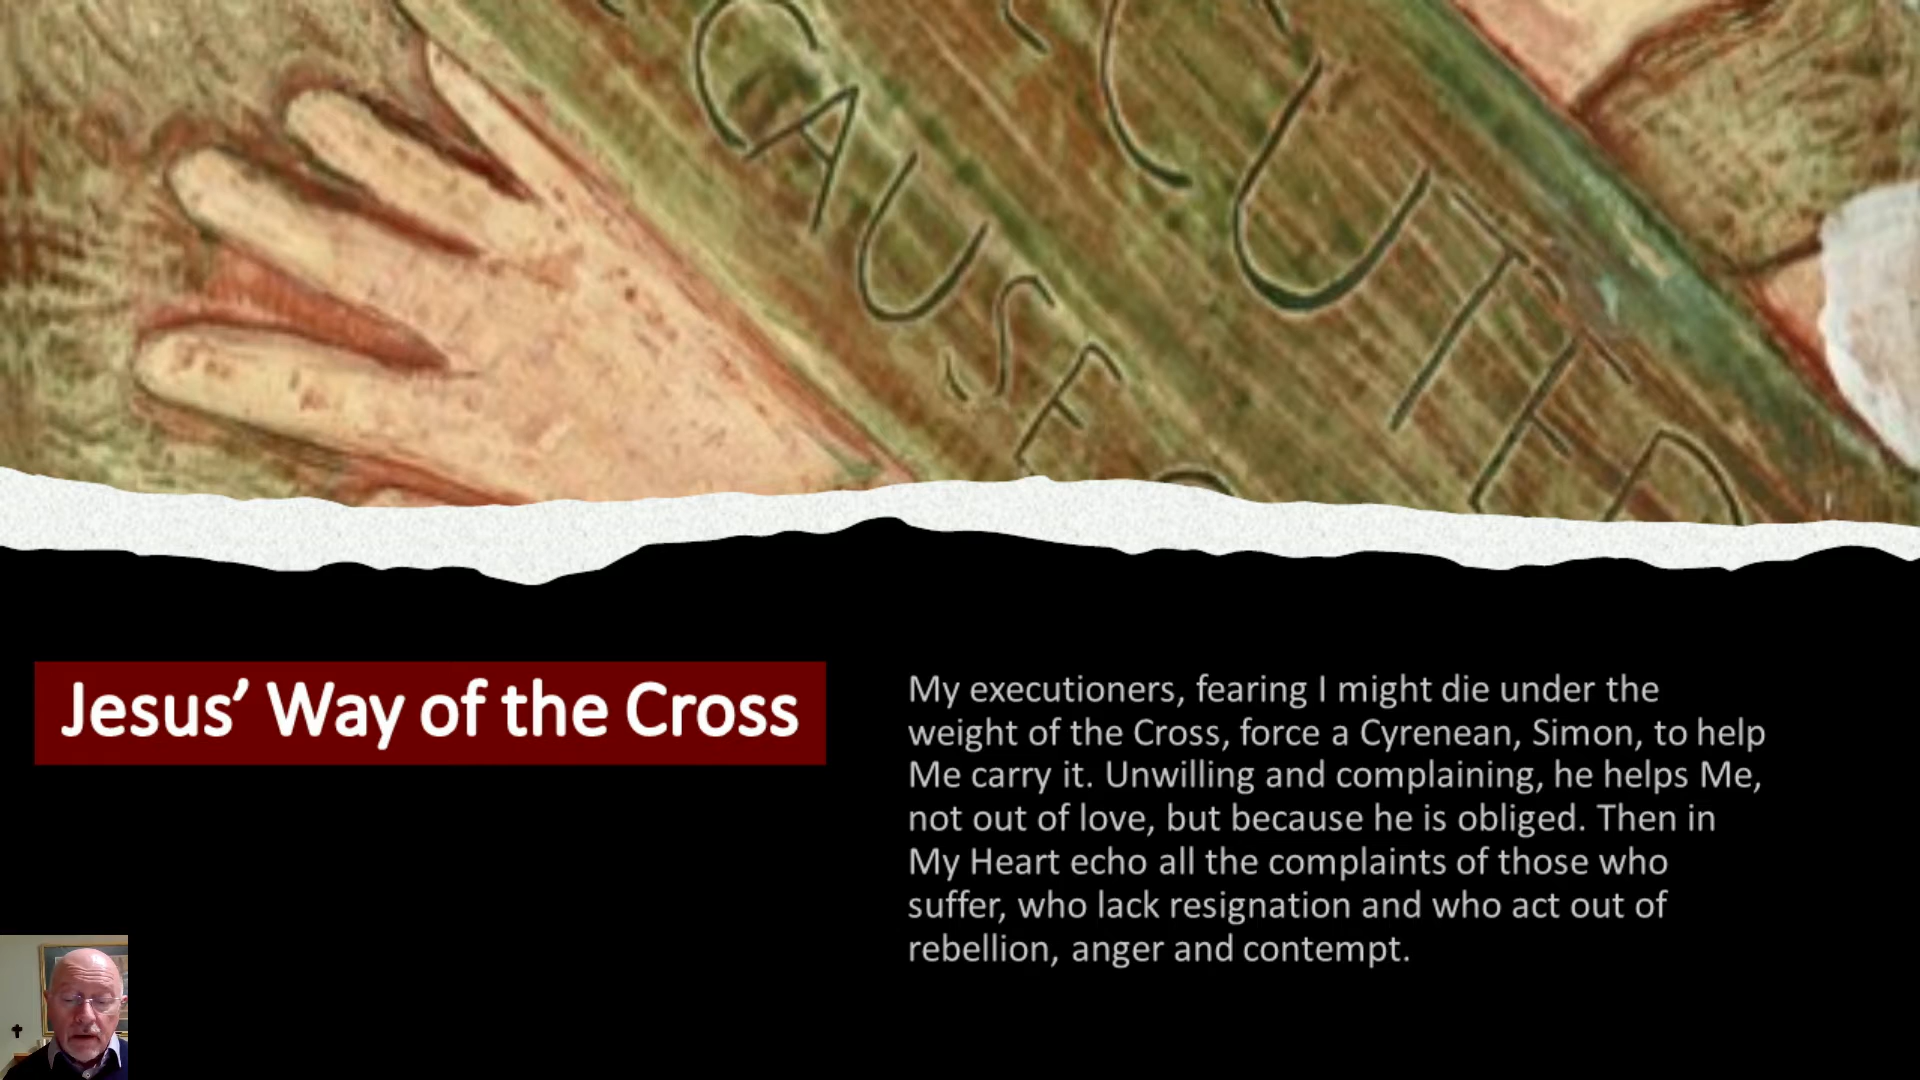 CAUSE
CUTED
Jesus’ Way of the Cross
My executioners, fearing I might die under the
weight of the Cross, force a Cyrenean, Simon, to help
Me carry it. Unwilling and complaining, he helps Me,
not out of love, but because he is obliged. Then in
My Heart echo all the complaints of those who
suffer, who lack resignation and who act out of
rebellion, anger and contempt.